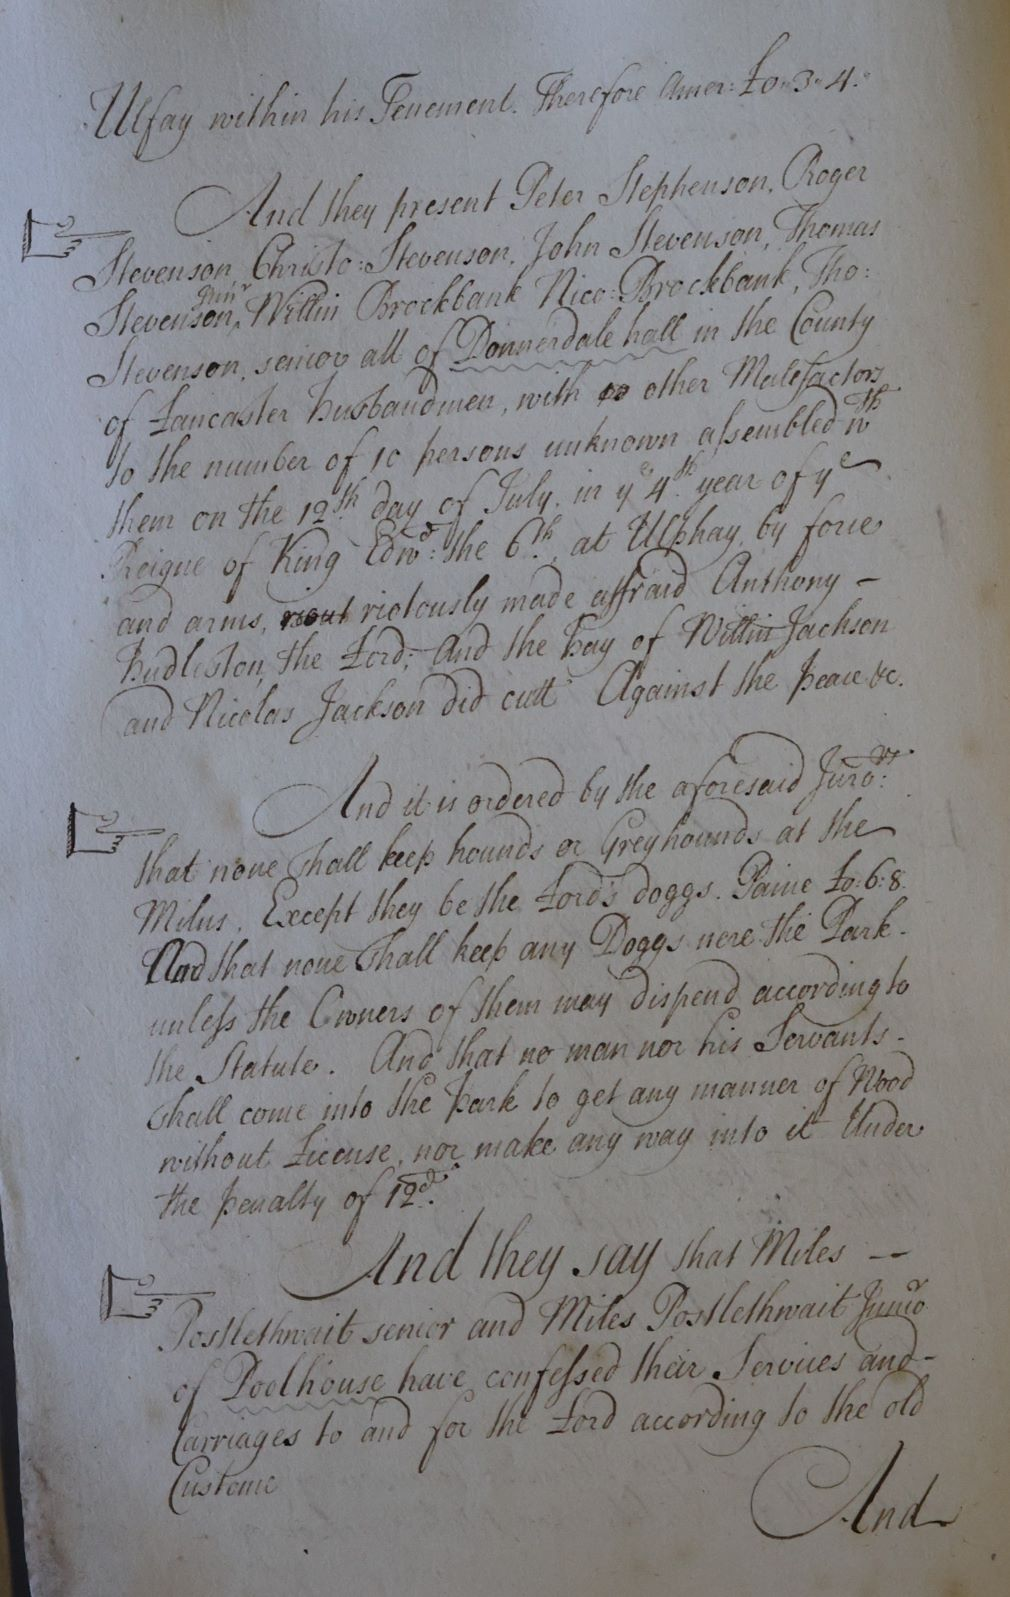 Ulfay within his Tenement. Therefore Amer: £0„3„4.
And they present Peter Stephenson, Roger
Stevenson, Christo: Stevenson, John Stevenson, Thomas
Stevenson, junr Willm Brockbank Nico: Brockbank, Tho:
Stevenson, senior all of Donnerdale hall in the County
of Lancaster husbandmen, with other Malefactors
to the number of 10 persons unknown assembled wth
them on the 12th day of July. in ye 4th year of ye
Reigne of King Edwd: the 6th, at Ulphay, by force
and arms, riotously made affraid Anthony -
Hudleston, the Lord; And the hay of Willm Jackson
and Nicolas Jackson did cutt Against the peace &c.
And it is ordered by the aforesaid Juro:rs
that none shall keep hounds or Greyhounds at the
Milns, Except they be the Lord's doggs. Paine £0:6:8.
And that none shall keep any Doggs nere the Park -
unless the Owners of them may dispend according to
the Statute. And that no man nor his Servants -
shall come into the park to get any manner of Wood
without License, nor make any way into it Under
the penalty of 12d.
And they say that Miles --
Postlethwait senior and Miles Postlethwait Junior
of Poolhouse have confessed their Services and -
Carriages to and for the Lord according to the old
Custome
And